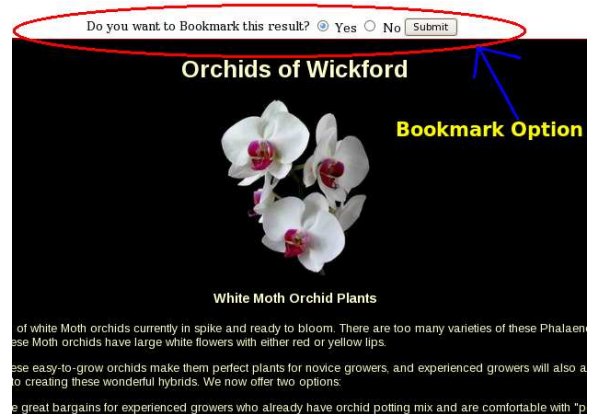 Do you want to Bookmark this result? Yes No Submit
Orchids of Wickford
Bookmark Option
White Moth Orchid Plants
of white Moth orchids currently in spike and ready to bloom. There are too many varieties of these
Moth orchids have large white flowers with either red or yellow lips.
easy-to-grow orchids make them perfect plants for novice growers, and experienced growers will also
to creating these wonderful hybrids. We now offer two options:
great bargains for experienced growers who already have orchid potting mix and are comfortable with